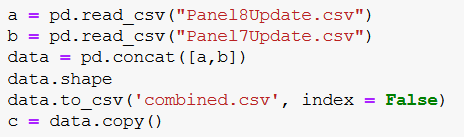 a = pd.read_csv("Panel8Update.csv")
b = pd.read_csv("Panel7Update.csv")
data = pd.concat([a,b])
data.shape
data.to_csv('combined.csv', index = False)
c = data.copy()